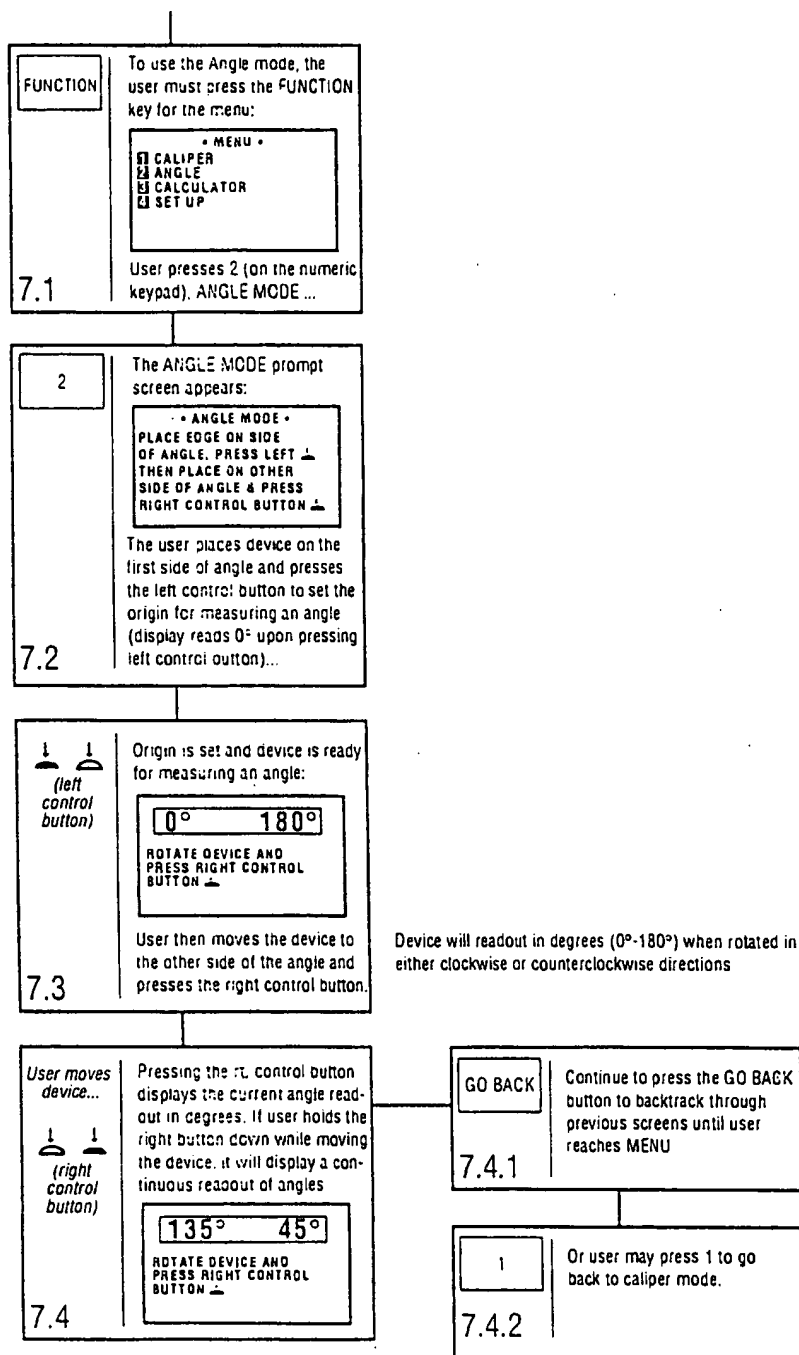 FUNCTION
To use the Angle mode, the
user must press the FUNCTION
key for the menu:
• MENU •
1 CALIPER
2 ANGLE
3 CALCULATOR
4 SET UP
User presses 2 (on the numeric
keypad), ANGLE MODE ...
7.1
2
The ANGLE MODE prompt
screen appears:
• ANGLE MODE •
PLACE EDGE ON SIDE
OF ANGLE, PRESS LEFT
THEN PLACE ON OTHER
SIDE OF ANGLE & PRESS
RIGHT CONTROL BUTTON
The user places device on the
first side of angle and presses
the left control button to set the
origin for measuring an angle
(display reads 0° upon pressing
left control button)...
7.2
(left
control
button)
Origin is set and device is ready
for measuring an angle:
0° 180°
ROTATE DEVICE AND
PRESS RIGHT CONTROL
BUTTON
User then moves the device to
the other side of the angle and
presses the right control button.
7.3
Device will readout in degrees (0°-180°) when rotated in
either clockwise or counterclockwise directions
User moves
device...
(right
control
button)
Pressing the rt. control button
displays the current angle read-
out in degrees. If user holds the
right button down while moving
the device, it will display a con-
tinuous readout of angles
135° 45°
ROTATE DEVICE AND
PRESS RIGHT CONTROL
BUTTON
7.4
GO BACK
Continue to press the GO BACK
button to backtrack through
previous screens until user
reaches MENU
7.4.1
1
Or user may press 1 to go
back to caliper mode.
7.4.2